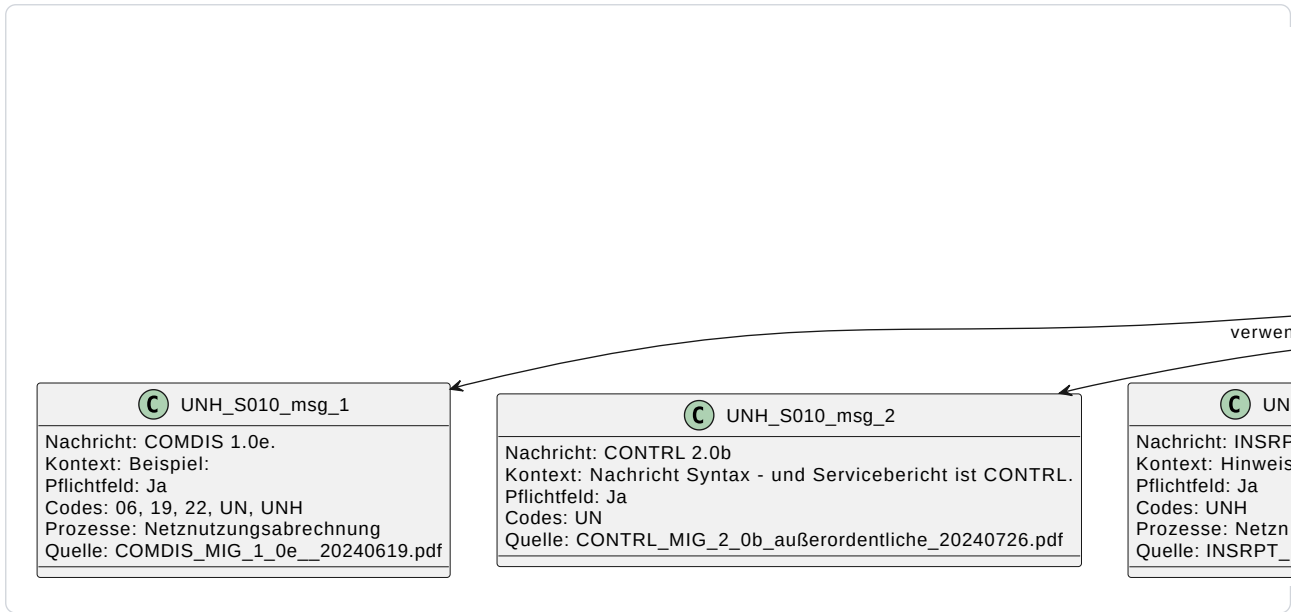 verwen
C UNH_S010_msg_1
Nachricht: COMDIS 1.0e.
Kontext: Beispiel:
Pflichtfeld: Ja
Codes: 06, 19, 22, UN, UNH
Prozesse: Netznutzungsabrechnung
Quelle: COMDIS_MIG_1_0e__20240619.pdf
C UNH_S010_msg_2
Nachricht: CONTRL 2.0b
Kontext: Nachricht Syntax - und Servicebericht ist CONTRL.
Pflichtfeld: Ja
Codes: UN
Quelle: CONTRL_MIG_2_0b_außerordentliche_20240726.pdf
C UN
Nachricht: INSRP
Kontext: Hinweis
Pflichtfeld: Ja
Codes: UNH
Prozesse: Netzn
Quelle: INSRPT_